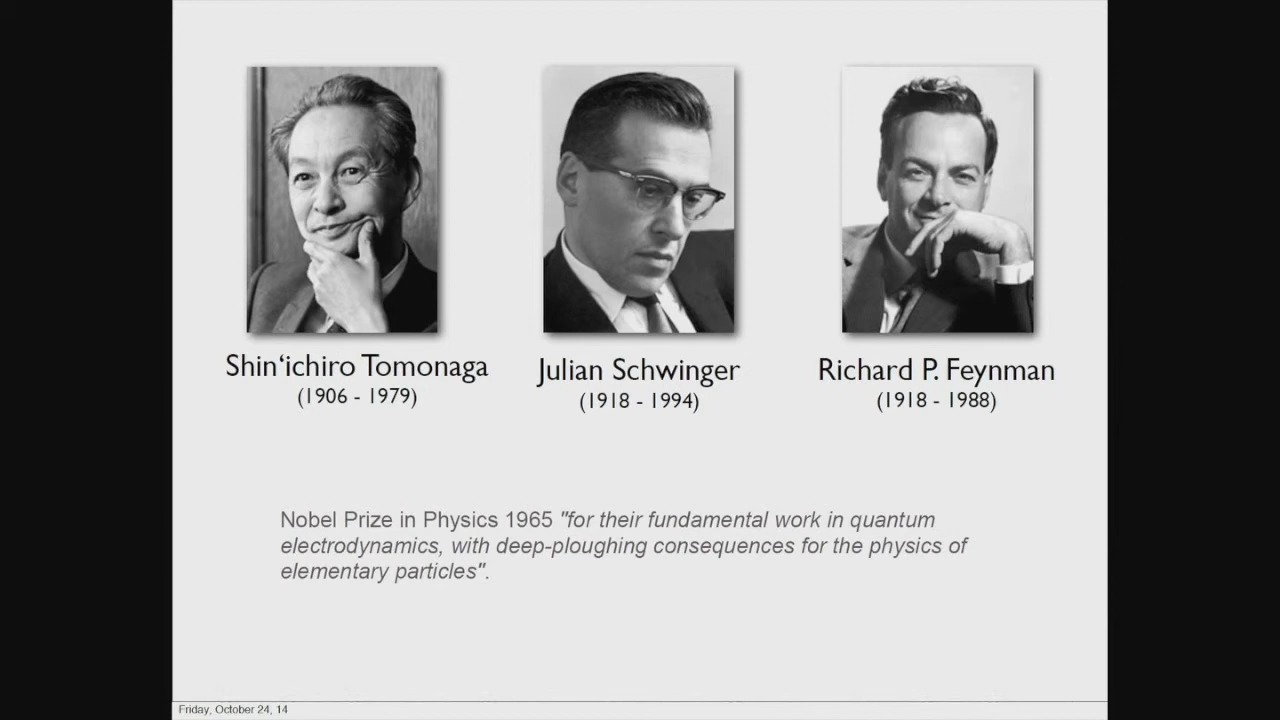 Shin‘ichiro Tomonaga
(1906 - 1979)
Julian Schwinger
(1918 - 1994)
Richard P. Feynman
(1918 - 1988)
Nobel Prize in Physics 1965 "for their fundamental work in quantum
electrodynamics, with deep-ploughing consequences for the physics of
elementary particles".
Friday, October 24, 14